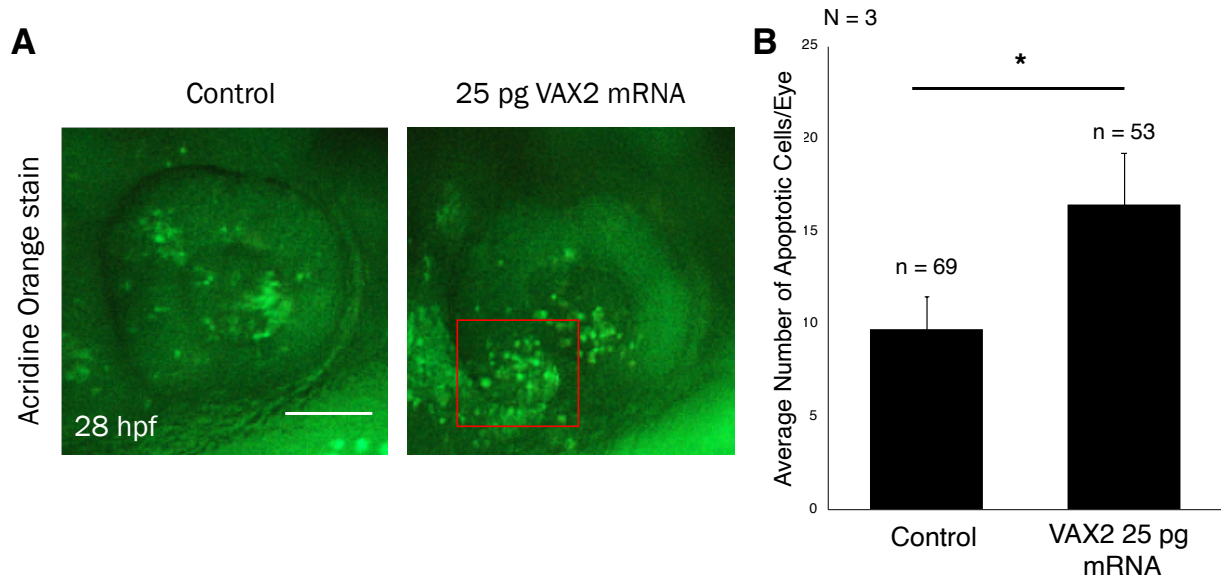 A
Control
25 pg VAX2 mRNA
Acridine Orange stain
28 hpf
B
N = 3
*
n = 53
n = 69
Average Number of Apoptotic Cells/Eye
25
20
15
10
5
0
Control
VAX2 25 pg
mRNA